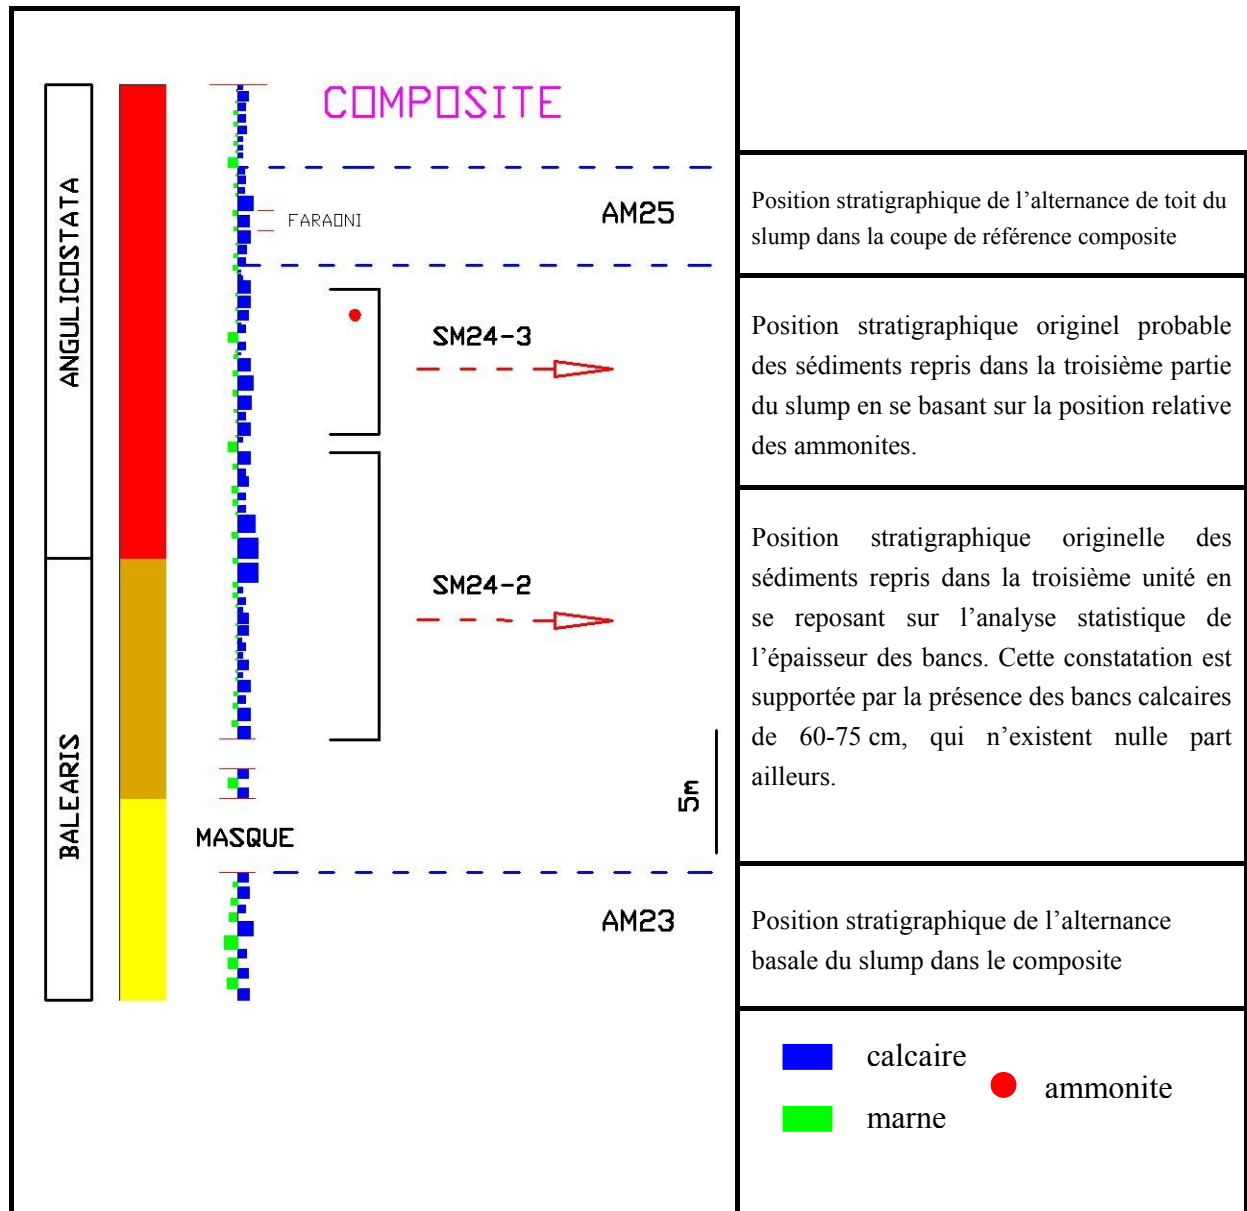 COMPOSITE
ANGULICOSTATA
BALEARIS
FARAONI
AM25
SM24-3
SM24-2
5m
MASQUE
AM23
Position stratigraphique de l’alternance de toit du
slump dans la coupe de référence composite
Position stratigraphique originel probable
des sédiments repris dans la troisième partie
du slump en se basant sur la position relative
des ammonites.
Position stratigraphique originelle des
sédiments repris dans la troisième unité en
se reposant sur l’analyse statistique de
l’épaisseur des bancs. Cette constatation est
supportée par la présence des bancs calcaires
de 60-75 cm, qui n’existent nulle part
ailleurs.
Position stratigraphique de l’alternance
basale du slump dans le composite
calcaire
ammonite
marne